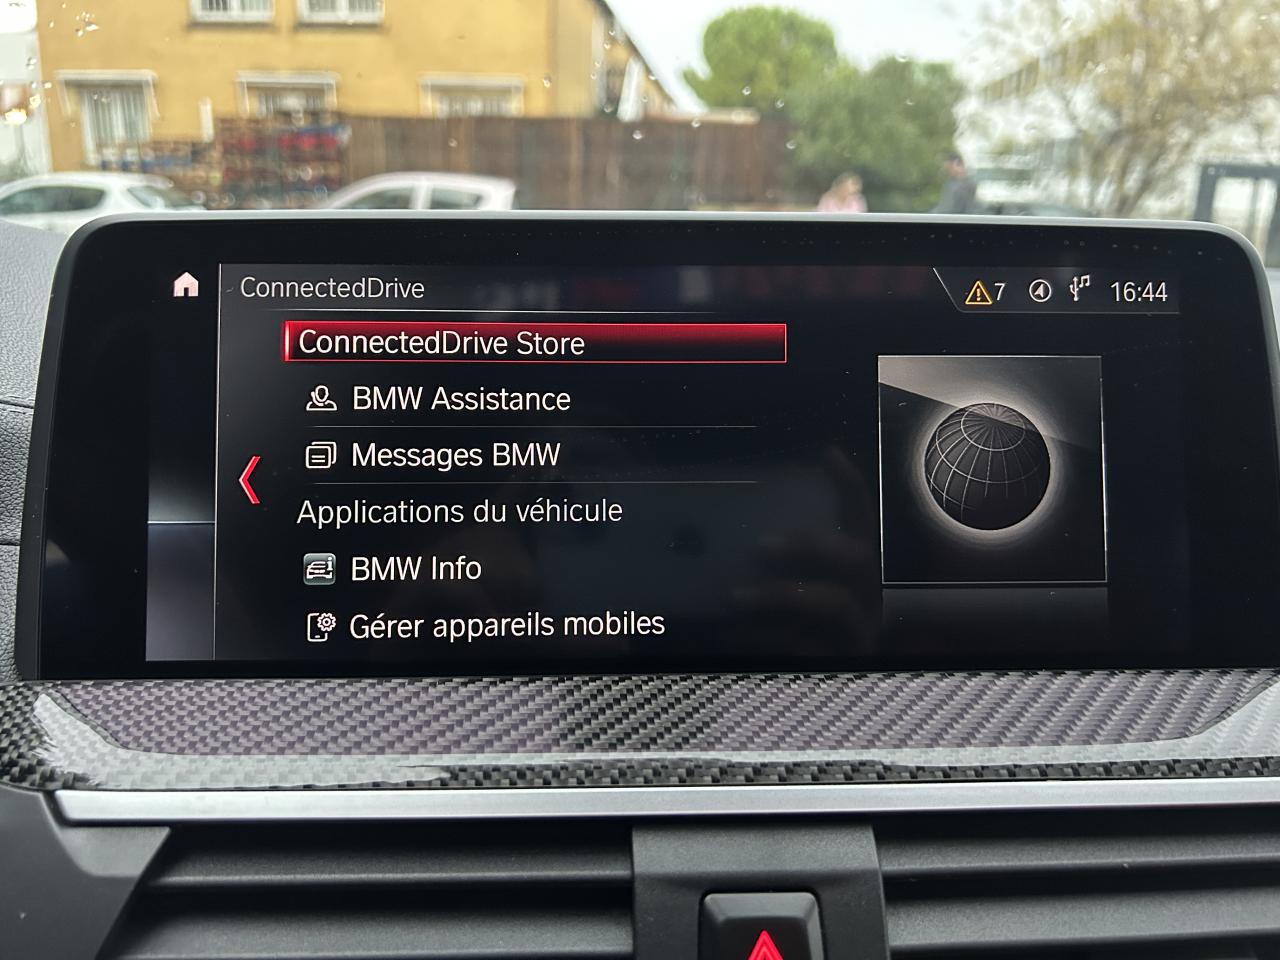 ConnectedDrive
7
16:44
ConnectedDrive Store
BMW Assistance
Messages BMW
Applications du véhicule
BMW Info
Gérer appareils mobiles